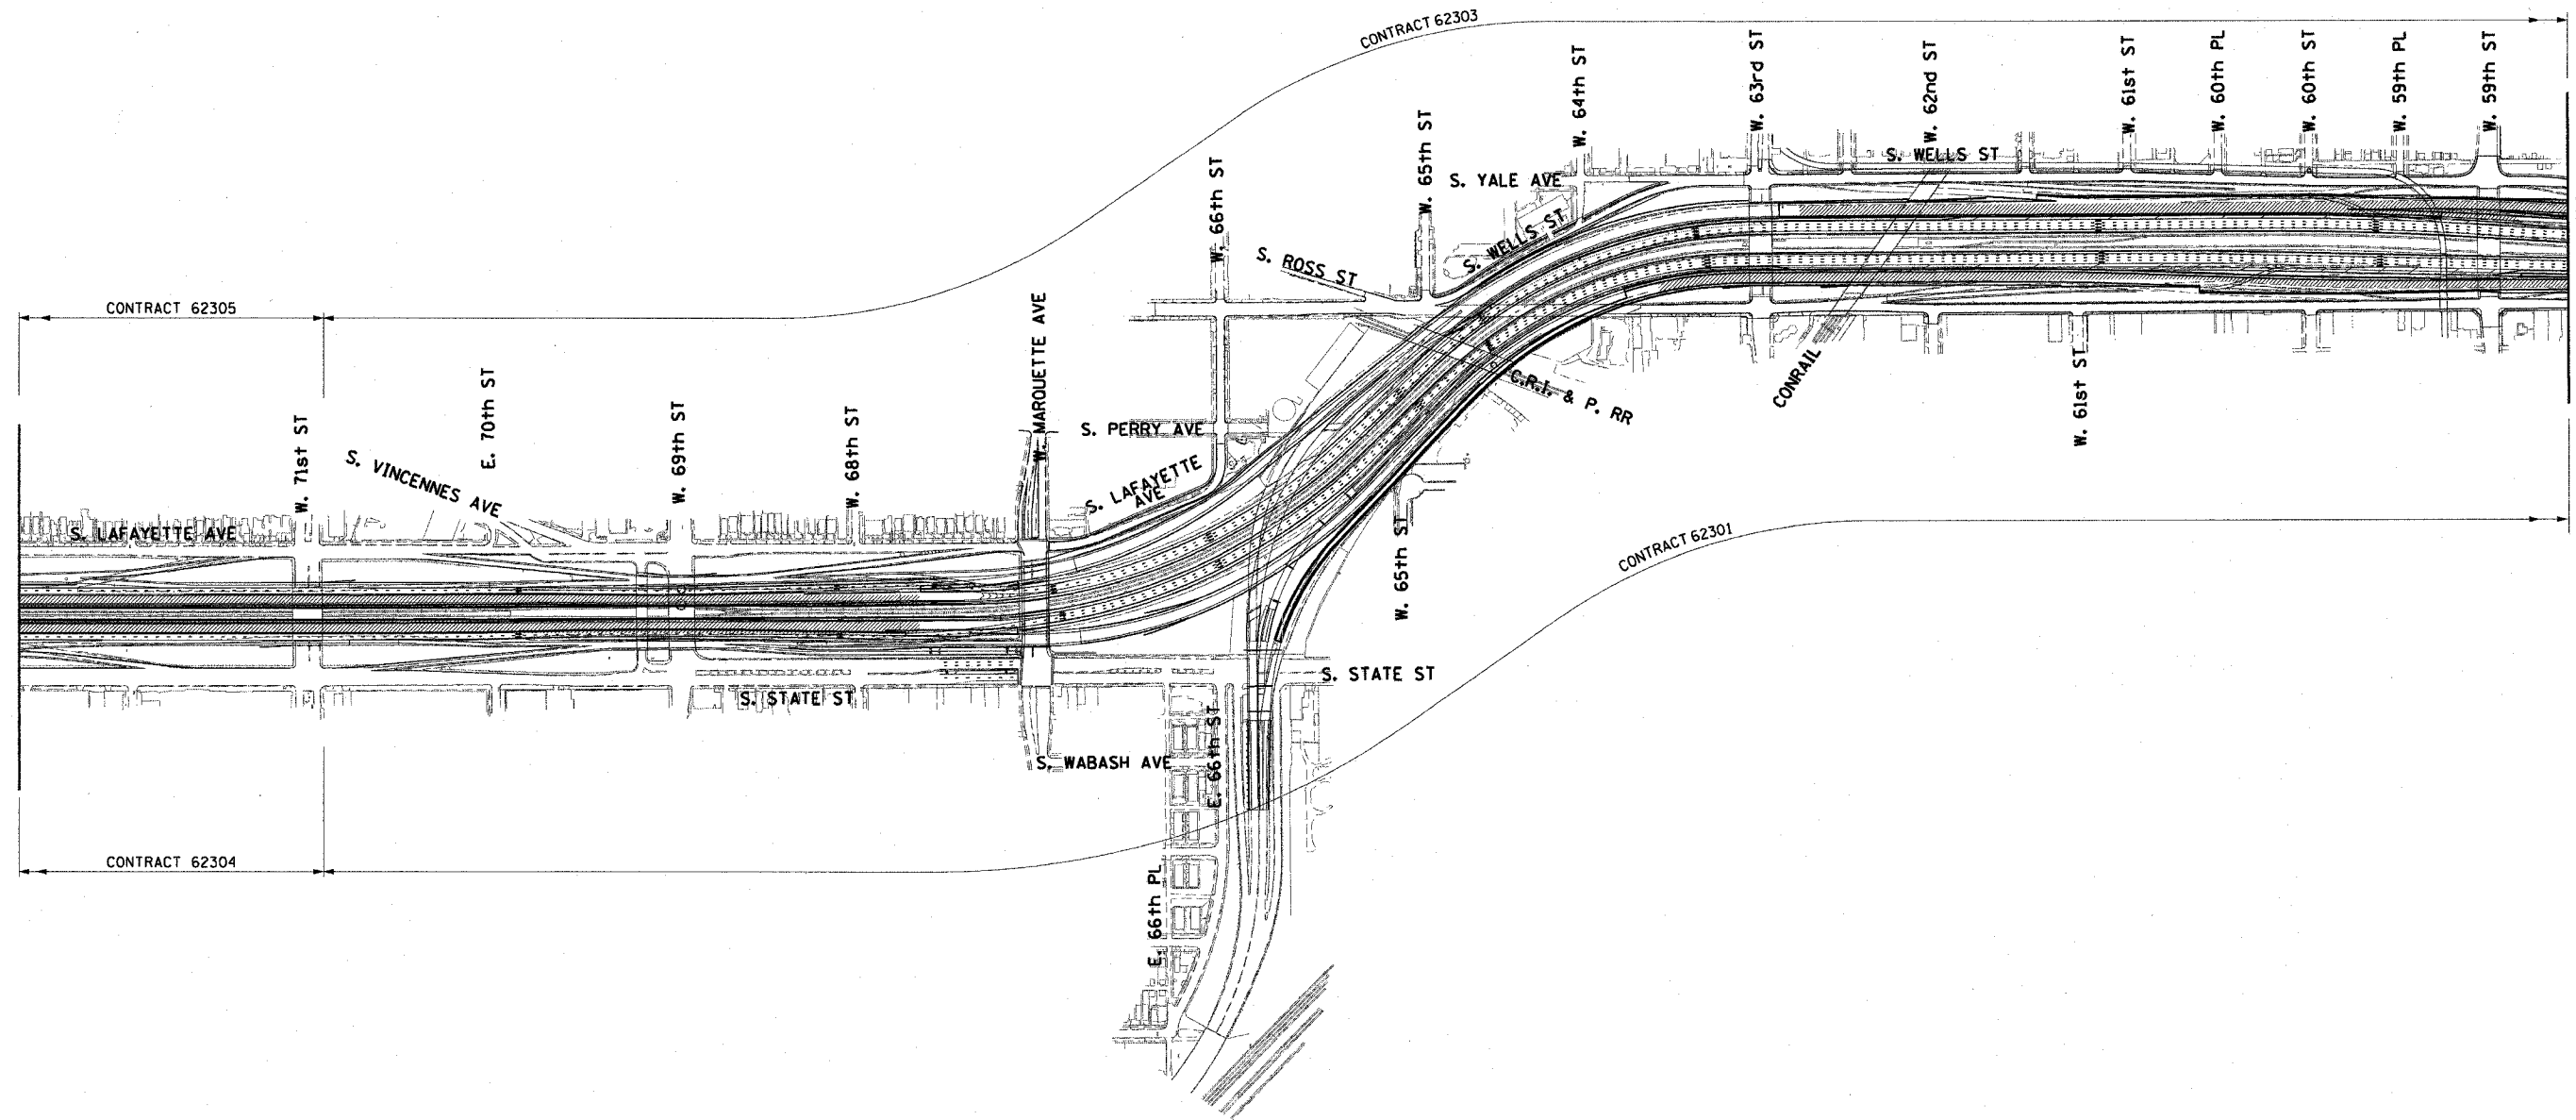 CONTRACT 62303
W. 64th ST
W. 63rd ST
W. 62nd ST
W. 61st ST
W. 60th PL
W. 60th ST
W. 59th PL
W. 59th ST
W. 65th ST
W. 66th ST
S. YALE AVE
S. WELLS ST
S. WELLS ST
S. ROSS ST
CONTRACT 62305
W. MARQUETTE AVE
C.R.I. & P. RR
CONRAIL
W. 61st ST
W. 71st ST
S. VINCENNES AVE
E. 70th ST
W. 69th ST
W. 68th ST
S. PERRY AVE
S. LAFAYETTE
AVE
S. LAFAYETTE AVE
W. 65th ST
CONTRACT 62301
S. STATE ST
S. STATE ST
S. WABASH AVE
E. 66th ST
CONTRACT 62304
E. 66th PL